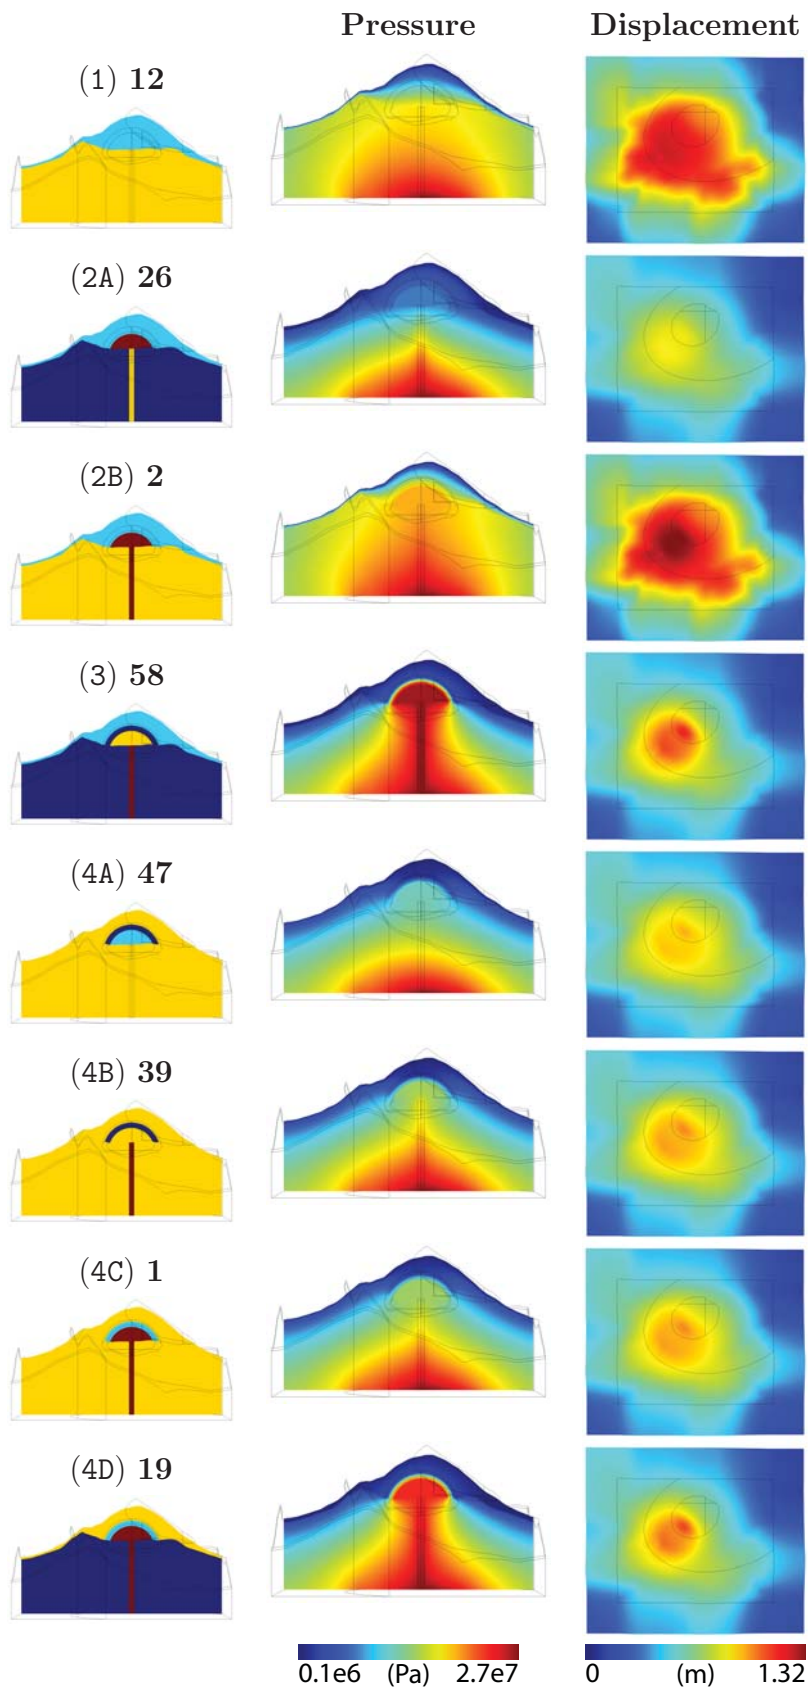 Pressure Displacement
(1) 12
(2A) 26
(2B) 2
(3) 58
(4A) 47
(4B) 39
(4C) 1
(4D) 19
0.1e6 (Pa) 2.7e7 0 (m) 1.32